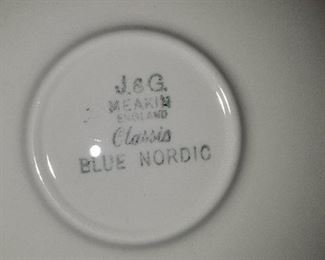 J.&G.
MEAKIN
ENGLAND
Classic
BLUE NORDIC